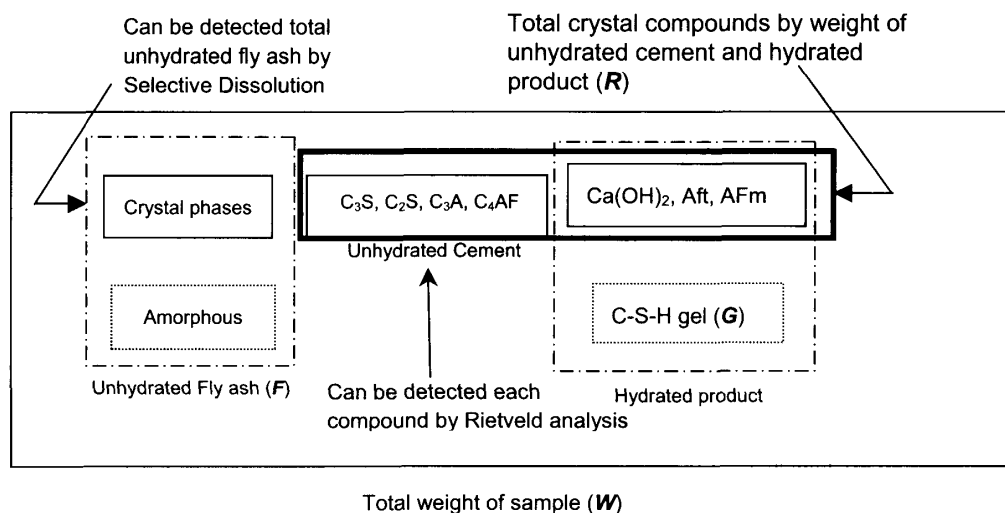 Can be detected total
unhydrated fly ash by
Selective Dissolution
Total crystal compounds by weight of
unhydrated cement and hydrated
product (R)
Crystal phases
C₃S, C₂S, C₃A, C₄AF
Ca(OH)₂, Aft, AFm
Unhydrated Cement
Amorphous
C-S-H gel (G)
Unhydrated Fly ash (F)
Can be detected each
compound by Rietveld analysis
Hydrated product
Total weight of sample (W)